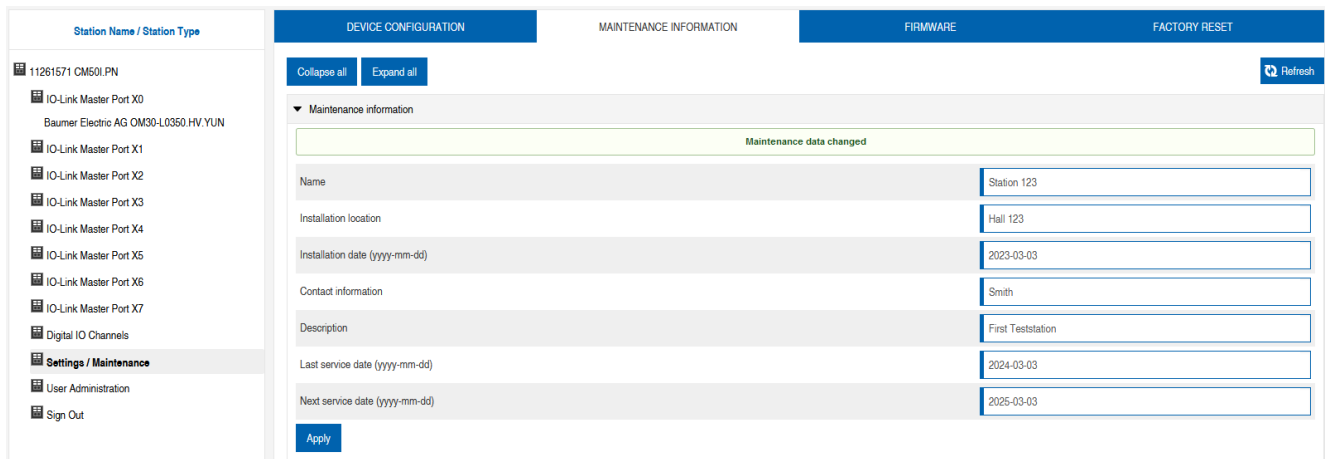 Station Name / Station Type
11261571 CM50I.PN
IO-Link Master Port X0
Baumer Electric AG OM30-L0350.HV.YUN
IO-Link Master Port X1
IO-Link Master Port X2
IO-Link Master Port X3
IO-Link Master Port X4
IO-Link Master Port X5
IO-Link Master Port X6
IO-Link Master Port X7
Digital IO Channels
Settings / Maintenance
User Administration
Sign Out
DEVICE CONFIGURATION MAINTENANCE INFORMATION FIRMWARE FACTORY RESET
Collapse all Expand all Refresh
Maintenance information
Maintenance data changed
Name Station 123
Installation location Hall 123
Installation date (yyyy-mm-dd) 2023-03-03
Contact information Smith
Description First Teststation
Last service date (yyyy-mm-dd) 2024-03-03
Next service date (yyyy-mm-dd) 2025-03-03
Apply